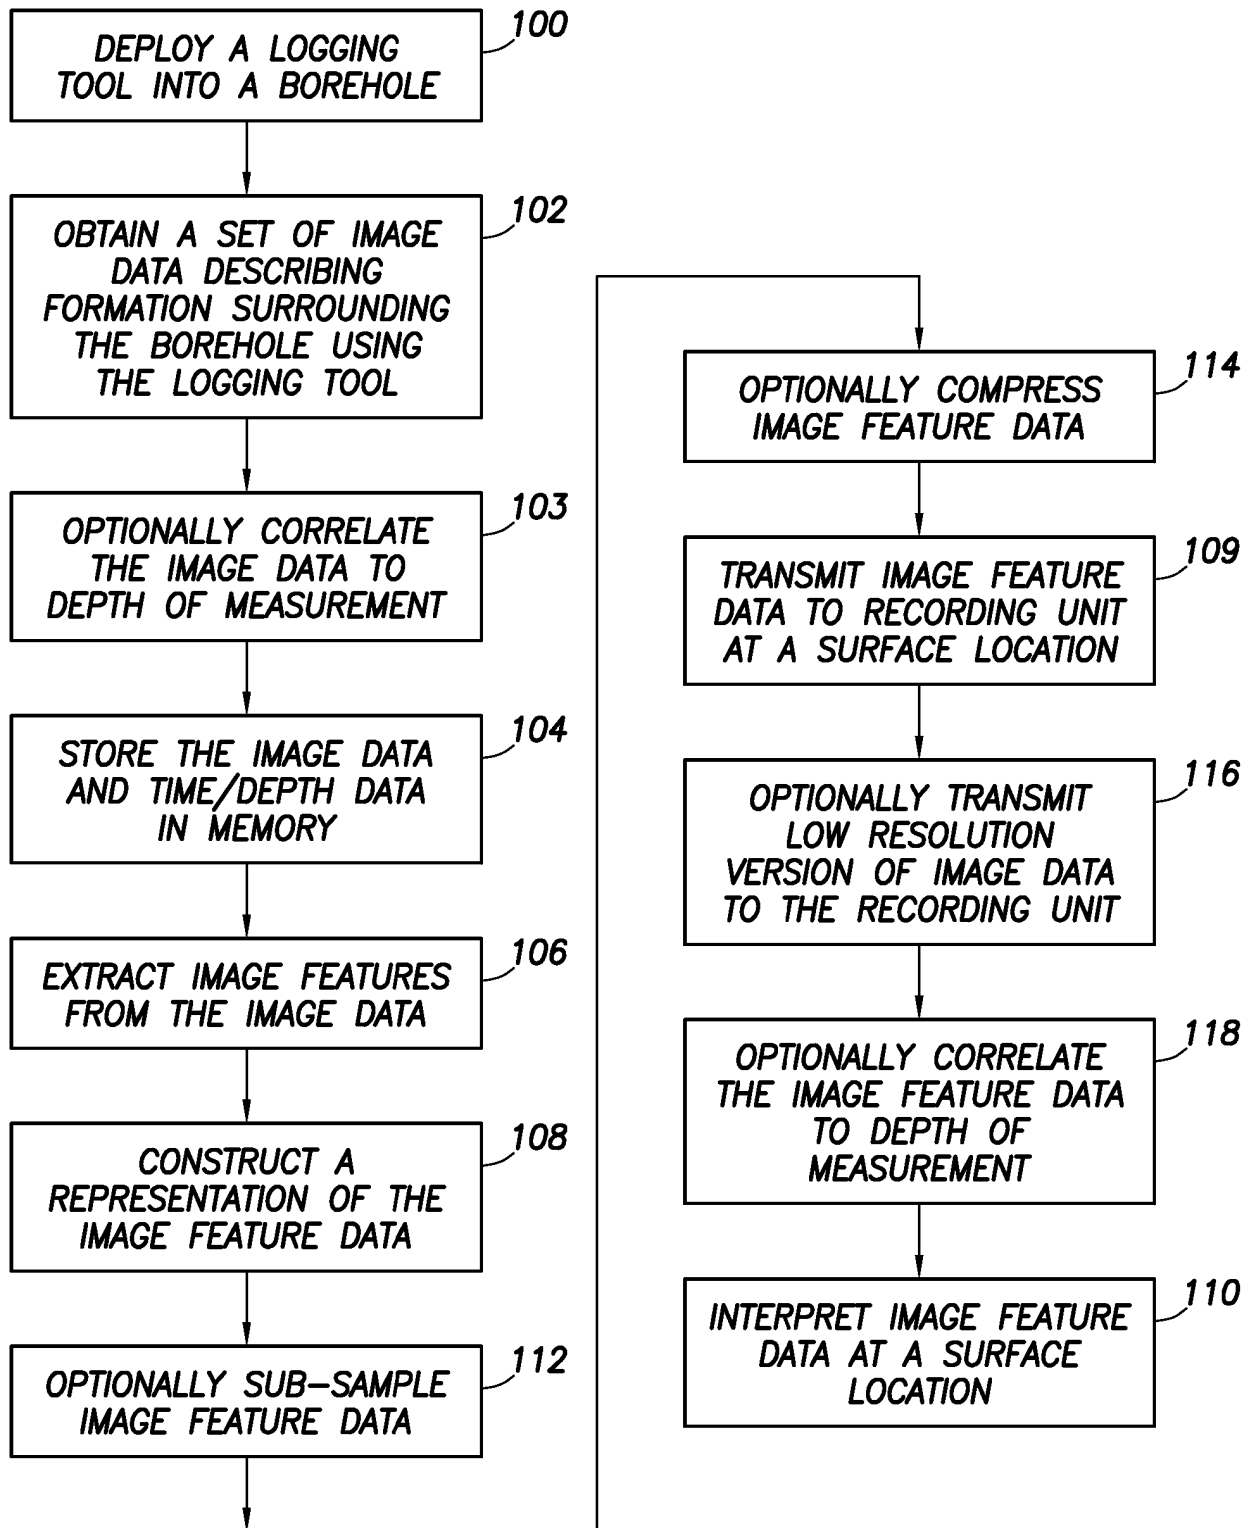 100
DEPLOY A LOGGING
TOOL INTO A BOREHOLE
102
OBTAIN A SET OF IMAGE
DATA DESCRIBING
FORMATION SURROUNDING
THE BOREHOLE USING
THE LOGGING TOOL
103
OPTIONALLY CORRELATE
THE IMAGE DATA TO
DEPTH OF MEASUREMENT
104
STORE THE IMAGE DATA
AND TIME/DEPTH DATA
IN MEMORY
106
EXTRACT IMAGE FEATURES
FROM THE IMAGE DATA
108
CONSTRUCT A
REPRESENTATION OF THE
IMAGE FEATURE DATA
112
OPTIONALLY SUB-SAMPLE
IMAGE FEATURE DATA
114
OPTIONALLY COMPRESS
IMAGE FEATURE DATA
109
TRANSMIT IMAGE FEATURE
DATA TO RECORDING UNIT
AT A SURFACE LOCATION
116
OPTIONALLY TRANSMIT
LOW RESOLUTION
VERSION OF IMAGE DATA
TO THE RECORDING UNIT
118
OPTIONALLY CORRELATE
THE IMAGE FEATURE DATA
TO DEPTH OF
MEASUREMENT
110
INTERPRET IMAGE FEATURE
DATA AT A SURFACE
LOCATION